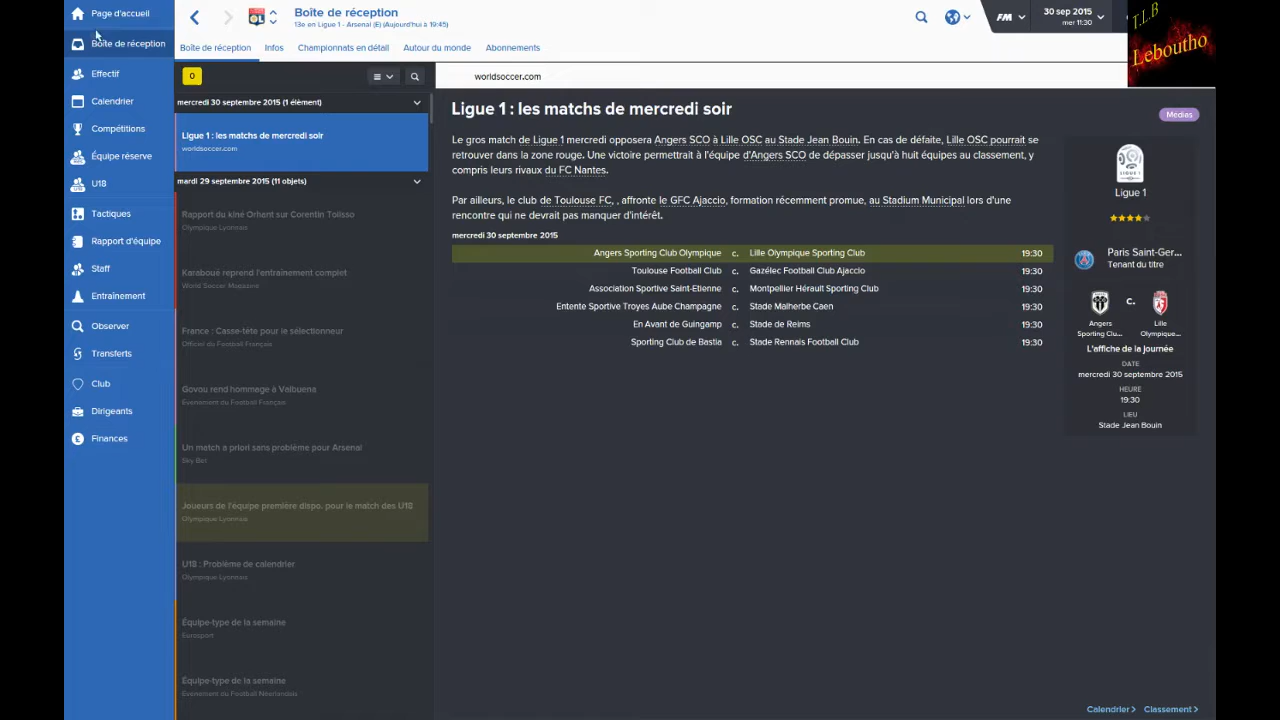 Page d'accueil
Boîte de réception
Effectif
Calendrier
Compétitions
Équipe réserve
U18
Tactiques
Rapport d'équipe
Staff
Entraînement
Observer
Transferts
Club
Dirigeants
Finances
Boîte de réception
13e en Ligue 1 - Arsenal (E) (Aujourd'hui à 19:45)
FM
30 sep 2015
mer 11:30
T.L.B
Leboutho
Boîte de réception Infos Championnats en détail Autour du monde Abonnements
0
mercredi 30 septembre 2015 (1 élément)
Ligue 1 : les matchs de mercredi soir
worldsoccer.com
mardi 29 septembre 2015 (11 objets)
Rapport du kiné Orhant sur Corentin Tolisso
Olympique Lyonnais
Karaboué reprend l'entraînement complet
World Soccer Magazine
France : Casse-tête pour le sélectionneur
Officiel du Football Français
Govou rend hommage à Valbuena
Évenement du Football Français
Un match a priori sans problème pour Arsenal
Sky Bet
Joueurs de l'équipe première dispo. pour le match des U18
Olympique Lyonnais
U18 : Problème de calendrier
Olympique Lyonnais
Équipe-type de la semaine
Eurosport
Équipe-type de la semaine
Évenement du Football Néerlandais
worldsoccer.com
Ligue 1 : les matchs de mercredi soir
Médias
Le gros match de Ligue 1 mercredi opposera Angers SCO à Lille OSC au Stade Jean Bouin. En cas de défaite, Lille OSC pourrait se
retrouver dans la zone rouge. Une victoire permettrait à l'équipe d'Angers SCO de dépasser jusqu'à huit équipes au classement, y
compris leurs rivaux du FC Nantes.
Par ailleurs, le club de Toulouse FC, , affronte le GFC Ajaccio, formation récemment promue, au Stadium Municipal lors d'une
rencontre qui ne devrait pas manquer d'intérêt.
mercredi 30 septembre 2015
Angers Sporting Club Olympique c. Lille Olympique Sporting Club 19:30
Toulouse Football Club c. Gazélec Football Club Ajaccio 19:30
Association Sportive Saint-Etienne c. Montpellier Hérault Sporting Club 19:30
Entente Sportive Troyes Aube Champagne c. Stade Malherbe Caen 19:30
En Avant de Guingamp c. Stade de Reims 19:30
Sporting Club de Bastia c. Stade Rennais Football Club 19:30
Ligue 1
Paris Saint-Ger...
Tenant du titre
C.
Angers
Sporting Clu...
Lille
Olympique...
L'affiche de la journée
DATE
mercredi 30 septembre 2015
HEURE
19:30
LIEU
Stade Jean Bouin
Calendrier > Classement >